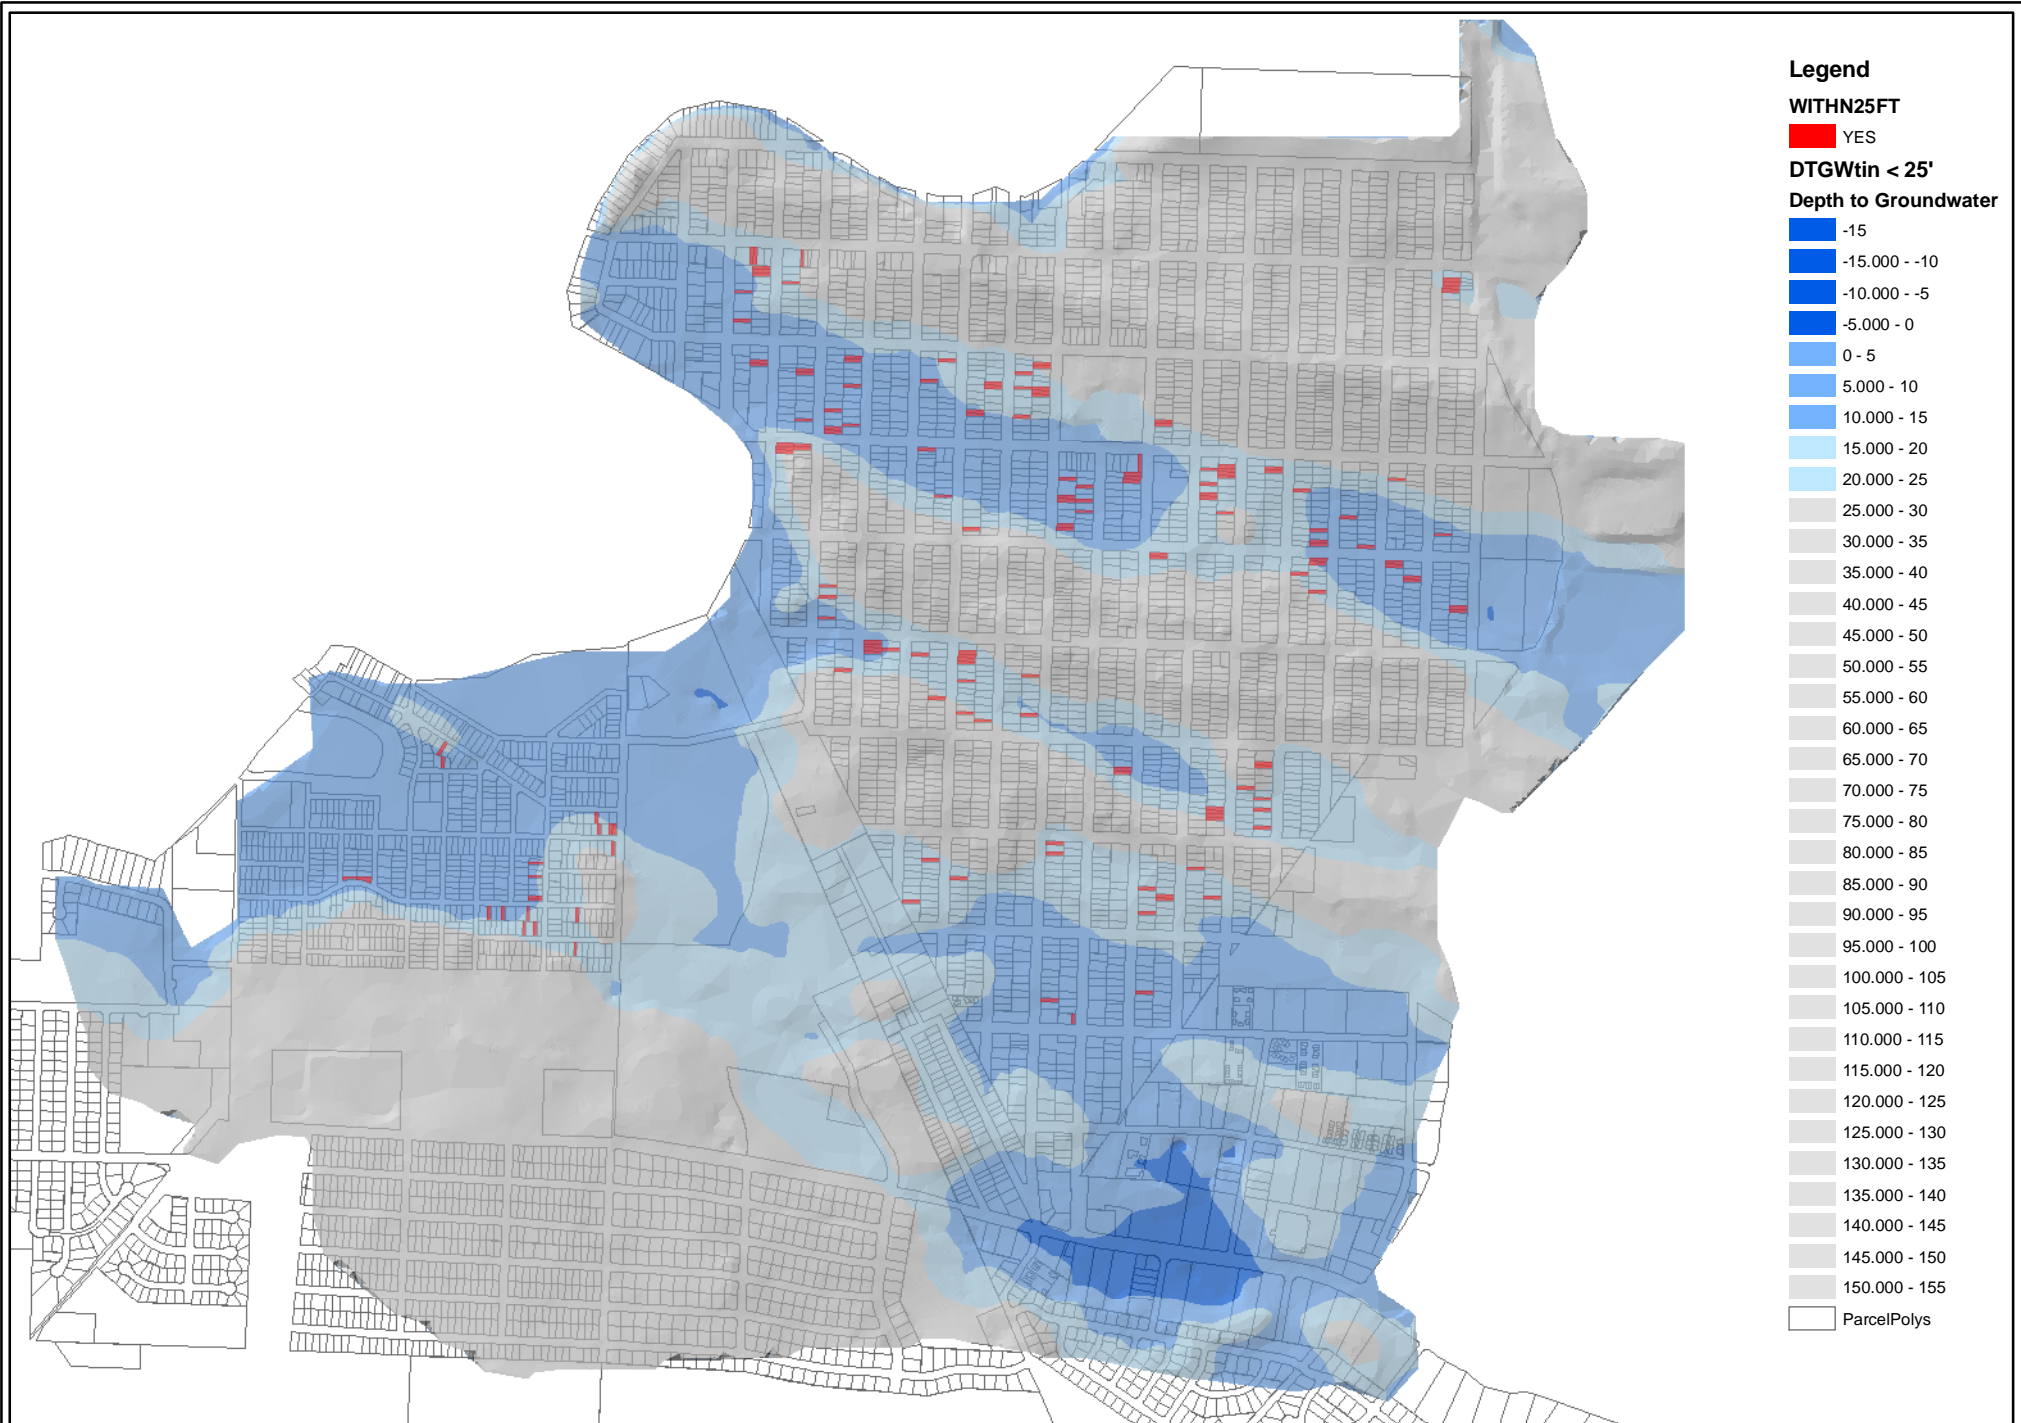 Legend
WITHN25FT
YES
DTGWtin < 25'
Depth to Groundwater
-15
-15.000 - -10
-10.000 - -5
-5.000 - 0
0 - 5
5.000 - 10
10.000 - 15
15.000 - 20
20.000 - 25
25.000 - 30
30.000 - 35
35.000 - 40
40.000 - 45
45.000 - 50
50.000 - 55
55.000 - 60
60.000 - 65
65.000 - 70
70.000 - 75
75.000 - 80
80.000 - 85
85.000 - 90
90.000 - 95
95.000 - 100
100.000 - 105
105.000 - 110
110.000 - 115
115.000 - 120
120.000 - 125
125.000 - 130
130.000 - 135
135.000 - 140
140.000 - 145
145.000 - 150
150.000 - 155
ParcelPolys